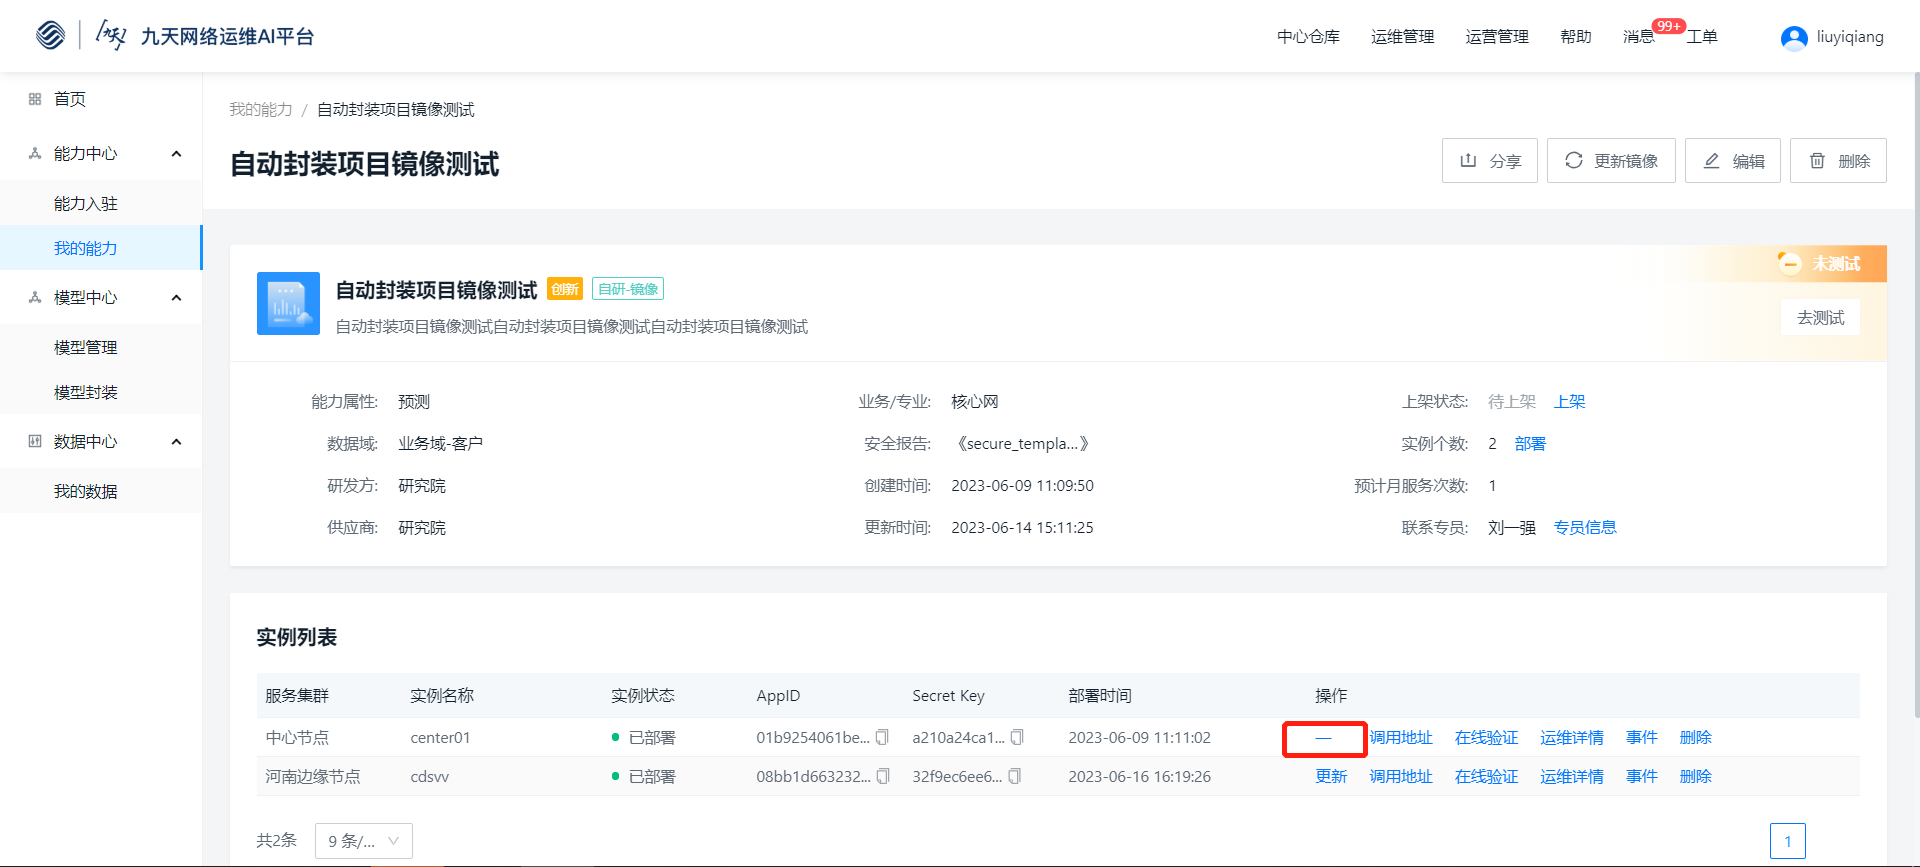 九天 九天网络运维AI平台
中心仓库 运维管理 运营管理 帮助 消息 99+ 工单 liuyiqiang
首页
能力中心
能力入驻
我的能力
模型中心
模型管理
模型封装
数据中心
我的数据
我的能力 / 自动封装项目镜像测试
自动封装项目镜像测试
分享 更新镜像 编辑 删除
未测试
去测试
自动封装项目镜像测试 创新 自研-镜像
自动封装项目镜像测试自动封装项目镜像测试自动封装项目镜像测试
能力属性: 预测 业务/专业: 核心网 上架状态: 待上架 上架
数据域: 业务域-客户 安全报告: 《secure_templa...》 实例个数: 2 部署
研发方: 研究院 创建时间: 2023-06-09 11:09:50 预计月服务次数: 1
供应商: 研究院 更新时间: 2023-06-14 15:11:25 联系专员: 刘一强 专员信息
实例列表
服务集群 实例名称 实例状态 AppID Secret Key 部署时间 操作
中心节点 center01 已部署 01b9254061be... a210a24ca1... 2023-06-09 11:11:02 — 调用地址 在线验证 运维详情 事件 删除
河南边缘节点 cdsvv 已部署 08bb1d663232... 32f9ec6ee6... 2023-06-16 16:19:26 更新 调用地址 在线验证 运维详情 事件 删除
共2条 9 条/... 1